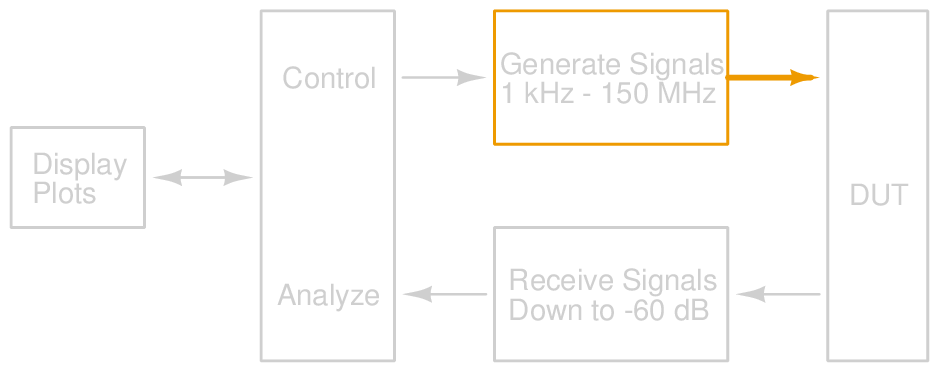 Control
Generate Signals
1 kHz - 150 MHz
Display
Plots
DUT
Analyze
Receive Signals
Down to -60 dB